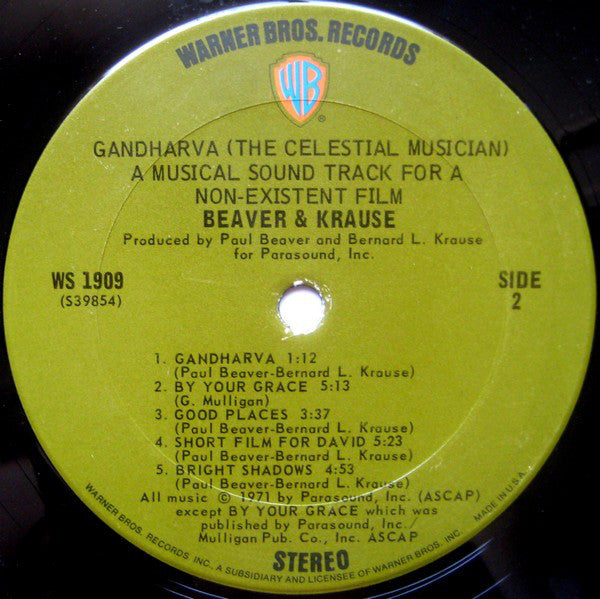 WARNER BROS. RECORDS
WB
®
GANDHARVA (THE CELESTIAL MUSICIAN)
A MUSICAL SOUND TRACK FOR A
NON-EXISTENT FILM
BEAVER & KRAUSE
Produced by Paul Beaver and Bernard L. Krause
for Parasound, Inc.
WS 1909
(S39854)
SIDE
2
1. GANDHARVA 1:12
(Paul Beaver-Bernard L. Krause)
2. BY YOUR GRACE 5:13
(G. Mulligan)
3. GOOD PLACES 3:37
(Paul Beaver-Bernard L. Krause)
4. SHORT FILM FOR DAVID 5:23
(Paul Beaver-Bernard L. Krause)
5. BRIGHT SHADOWS 4:53
(Paul Beaver-Bernard L. Krause)
All music © 1971 by Parasound, Inc. (ASCAP)
except BY YOUR GRACE which was
published by Parasound, Inc./
Mulligan Pub. Co., Inc. ASCAP
STEREO
WARNER BROS. RECORDS INC. A SUBSIDIARY AND LICENSEE OF WARNER BROS. INC. MADE IN U.S.A.